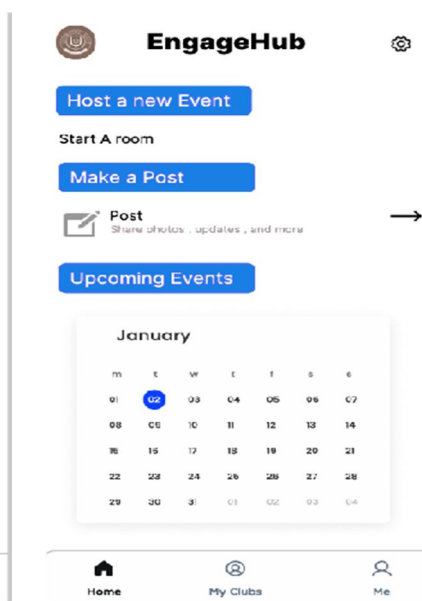 EngageHub
Host a new Event
Start A room
Make a Post
Post
Share photos , updates , and more
Upcoming Events
January
m t w t f s s
01 02 03 04 05 06 07
08 09 10 11 12 13 14
15 16 17 18 19 20 21
22 23 24 25 26 27 28
29 30 31 01 02 03 04
Home My Clubs Me